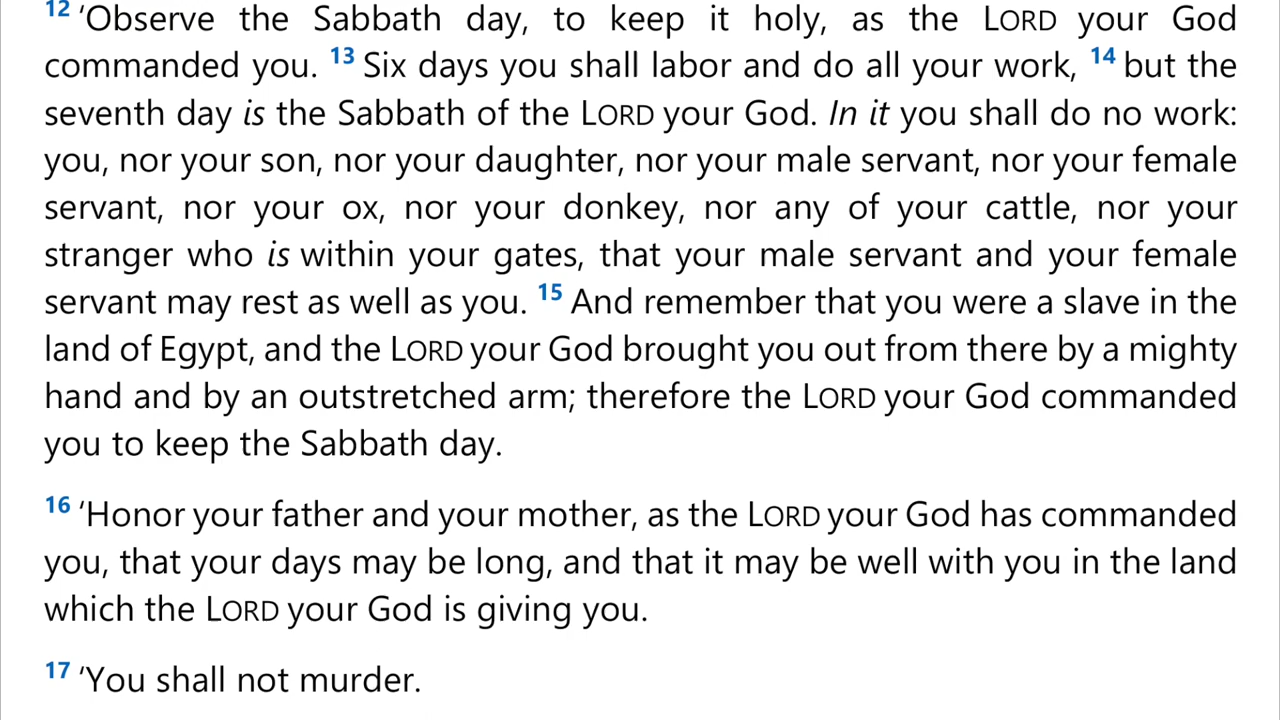 12 ‘Observe the Sabbath day, to keep it holy, as the LORD your God
commanded you. 13 Six days you shall labor and do all your work, 14 but the
seventh day is the Sabbath of the LORD your God. In it you shall do no work:
you, nor your son, nor your daughter, nor your male servant, nor your female
servant, nor your ox, nor your donkey, nor any of your cattle, nor your
stranger who is within your gates, that your male servant and your female
servant may rest as well as you. 15 And remember that you were a slave in the
land of Egypt, and the LORD your God brought you out from there by a mighty
hand and by an outstretched arm; therefore the LORD your God commanded
you to keep the Sabbath day.
16 ‘Honor your father and your mother, as the LORD your God has commanded
you, that your days may be long, and that it may be well with you in the land
which the LORD your God is giving you.
17 ‘You shall not murder.